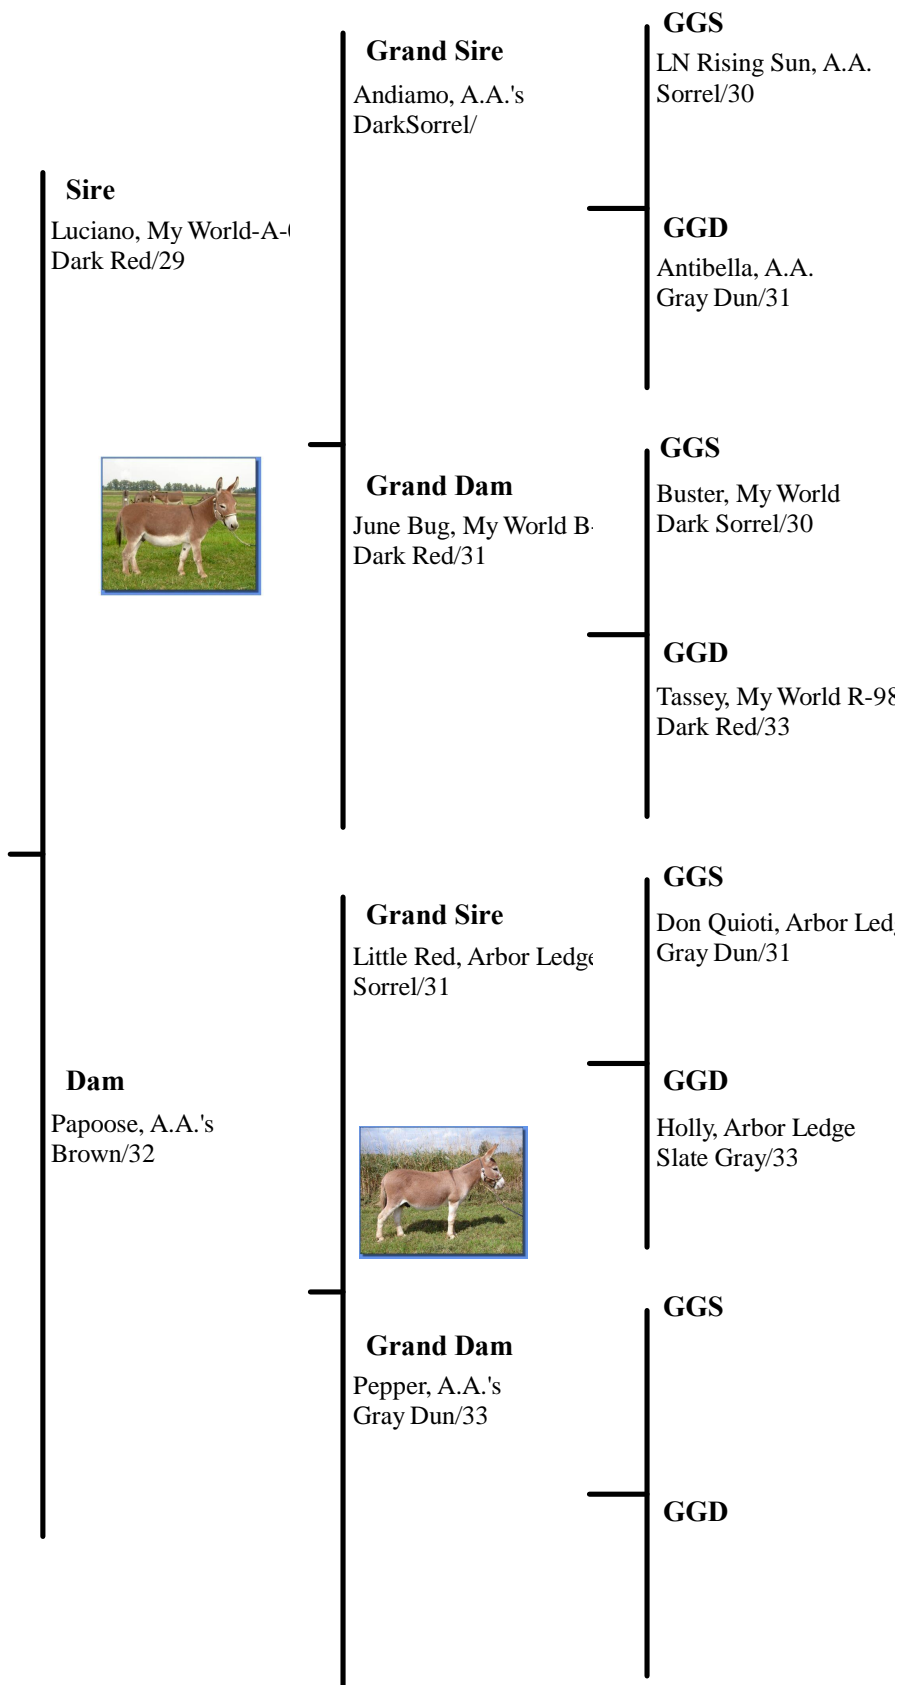 Sire
Luciano, My World-A-
Dark Red/29
Dam
Papoose, A.A.'s
Brown/32
Grand Sire
Andiamo, A.A.'s
DarkSorrel/
Grand Dam
June Bug, My World B-
Dark Red/31
Grand Sire
Little Red, Arbor Ledge
Sorrel/31
Grand Dam
Pepper, A.A.'s
Gray Dun/33
GGS
LN Rising Sun, A.A.
Sorrel/30
GGD
Antibella, A.A.
Gray Dun/31
GGS
Buster, My World
Dark Sorrel/30
GGD
Tassey, My World R-98
Dark Red/33
GGS
Don Quioti, Arbor Led
Gray Dun/31
GGD
Holly, Arbor Ledge
Slate Gray/33
GGS
GGD